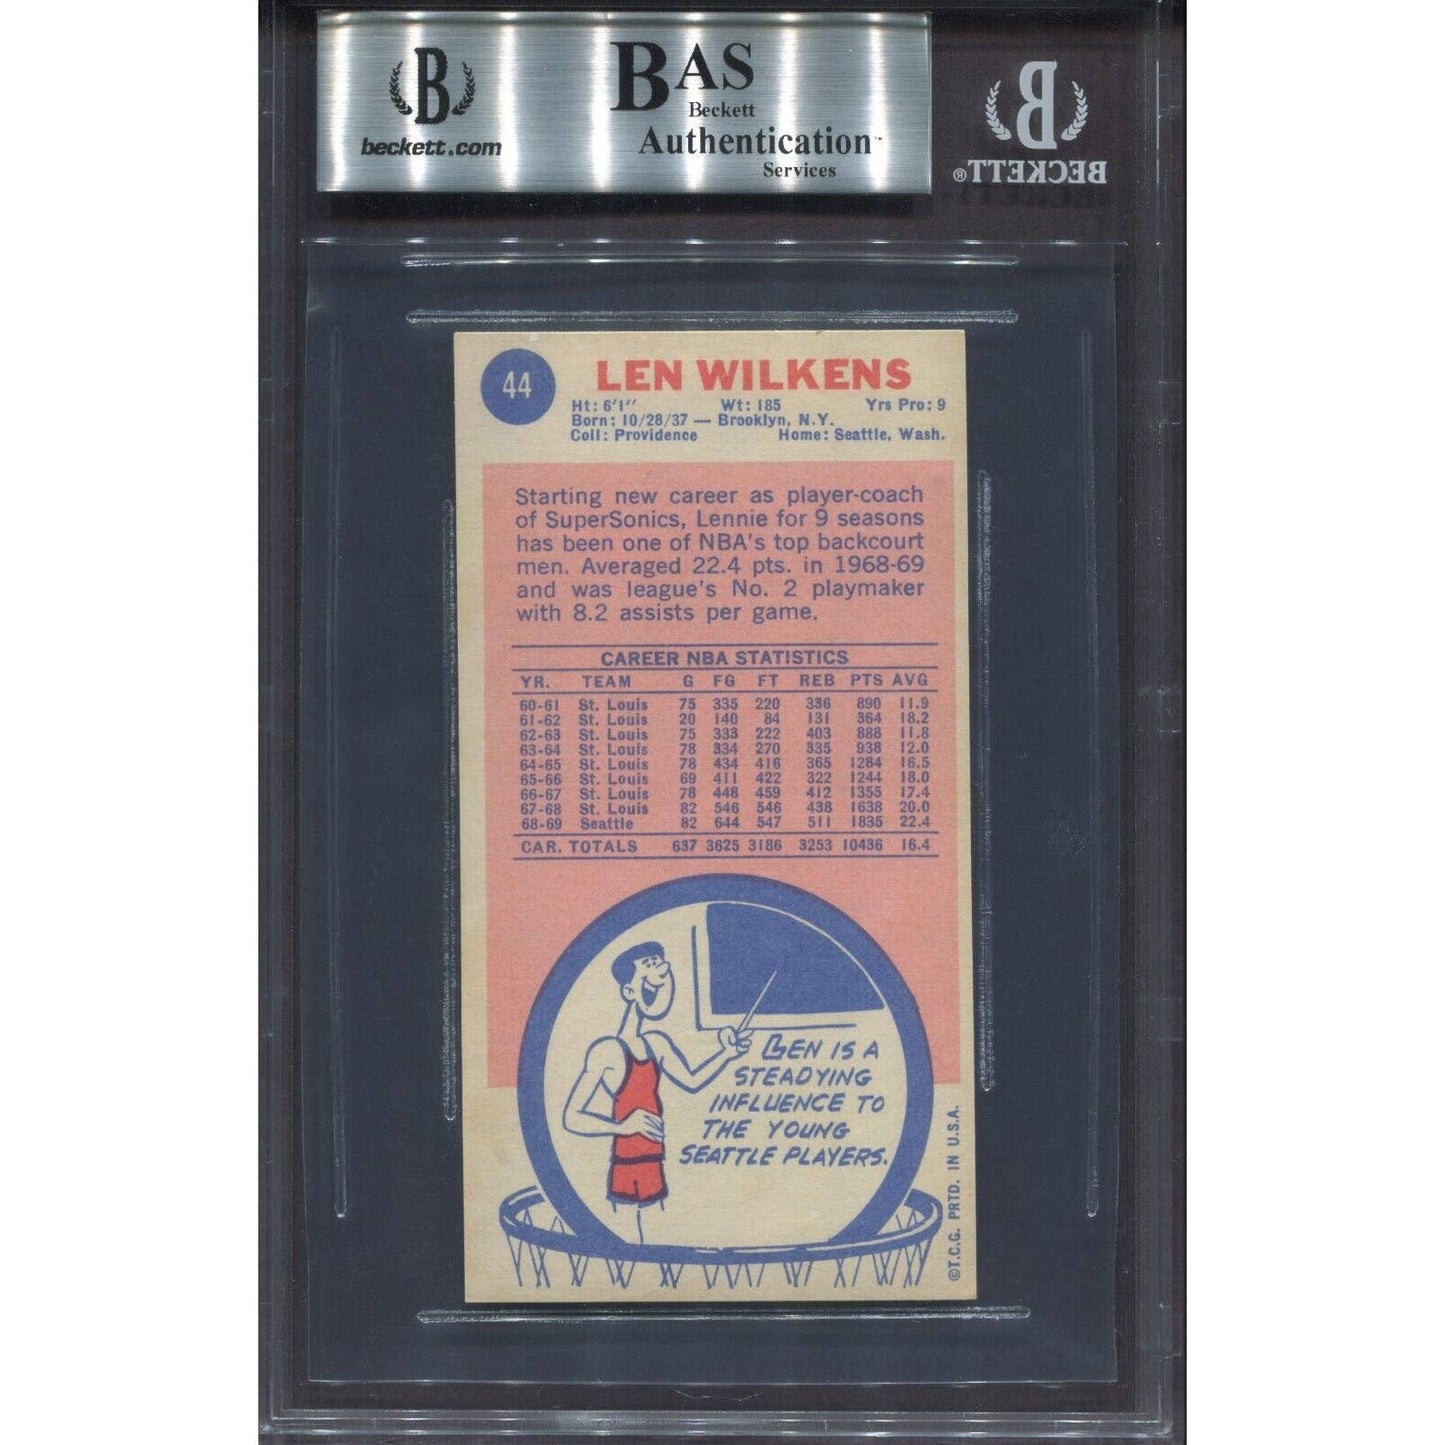 B
beckett.com
BAS
Beckett
Authentication™
Services
B
BECKETT®
44
LEN WILKENS
Ht: 6'1" Wt: 185 Yrs Pro: 9
Born: 10/28/37 — Brooklyn, N.Y.
Coll: Providence Home: Seattle, Wash.
Starting new career as player-coach
of SuperSonics, Lennie for 9 seasons
has been one of NBA's top backcourt
men. Averaged 22.4 pts. in 1968-69
and was league's No. 2 playmaker
with 8.2 assists per game.
CAREER NBA STATISTICS
YR. TEAM G FG FT REB PTS AVG
60-61 St. Louis 75 335 220 336 890 11.9
61-62 St. Louis 20 140 84 131 364 18.2
62-63 St. Louis 75 333 222 403 888 11.8
63-64 St. Louis 78 334 270 335 938 12.0
64-65 St. Louis 78 434 416 365 1284 16.5
65-66 St. Louis 69 411 422 322 1244 18.0
66-67 St. Louis 78 448 459 412 1355 17.4
67-68 St. Louis 82 546 546 438 1638 20.0
68-69 Seattle 82 644 547 511 1835 22.4
CAR. TOTALS 637 3625 3186 3253 10436 16.4
LEN IS A
STEADYING
INFLUENCE TO
THE YOUNG
SEATTLE PLAYERS.
©T.C.G. PRTD. IN U.S.A.